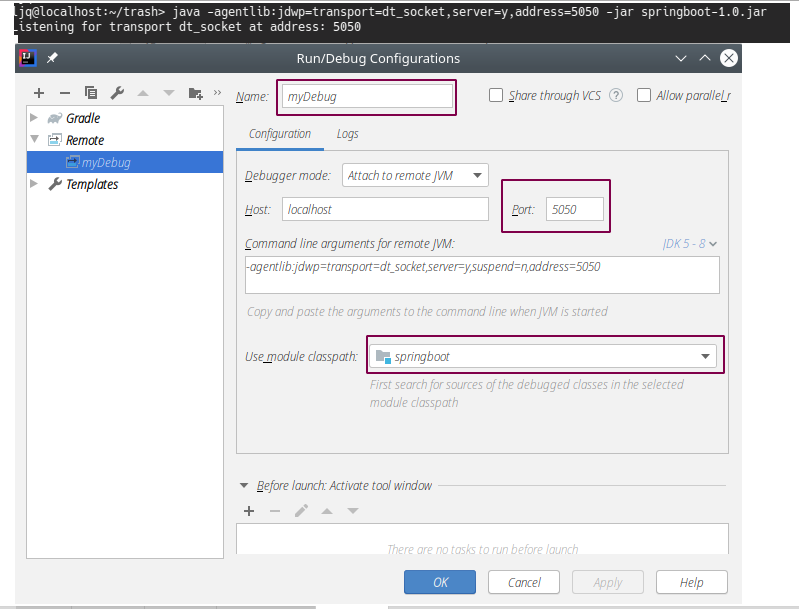 ljq@localhost:~/trash> java -agentlib:jdwp=transport=dt_socket,server=y,address=5050 -jar springboot-1.0.jar
Listening for transport dt_socket at address: 5050
Run/Debug Configurations
Name: myDebug
Share through VCS ?
Allow parallel r
Gradle
Remote
myDebug
Templates
Configuration Logs
Debugger mode: Attach to remote JVM
Host: localhost
Port: 5050
Command line arguments for remote JVM: JDK 5 - 8
-agentlib:jdwp=transport=dt_socket,server=y,suspend=n,address=5050
Copy and paste the arguments to the command line when JVM is started
Use module classpath: springboot
First search for sources of the debugged classes in the selected
module classpath
Before launch: Activate tool window
There are no tasks to run before launch
OK Cancel Apply Help